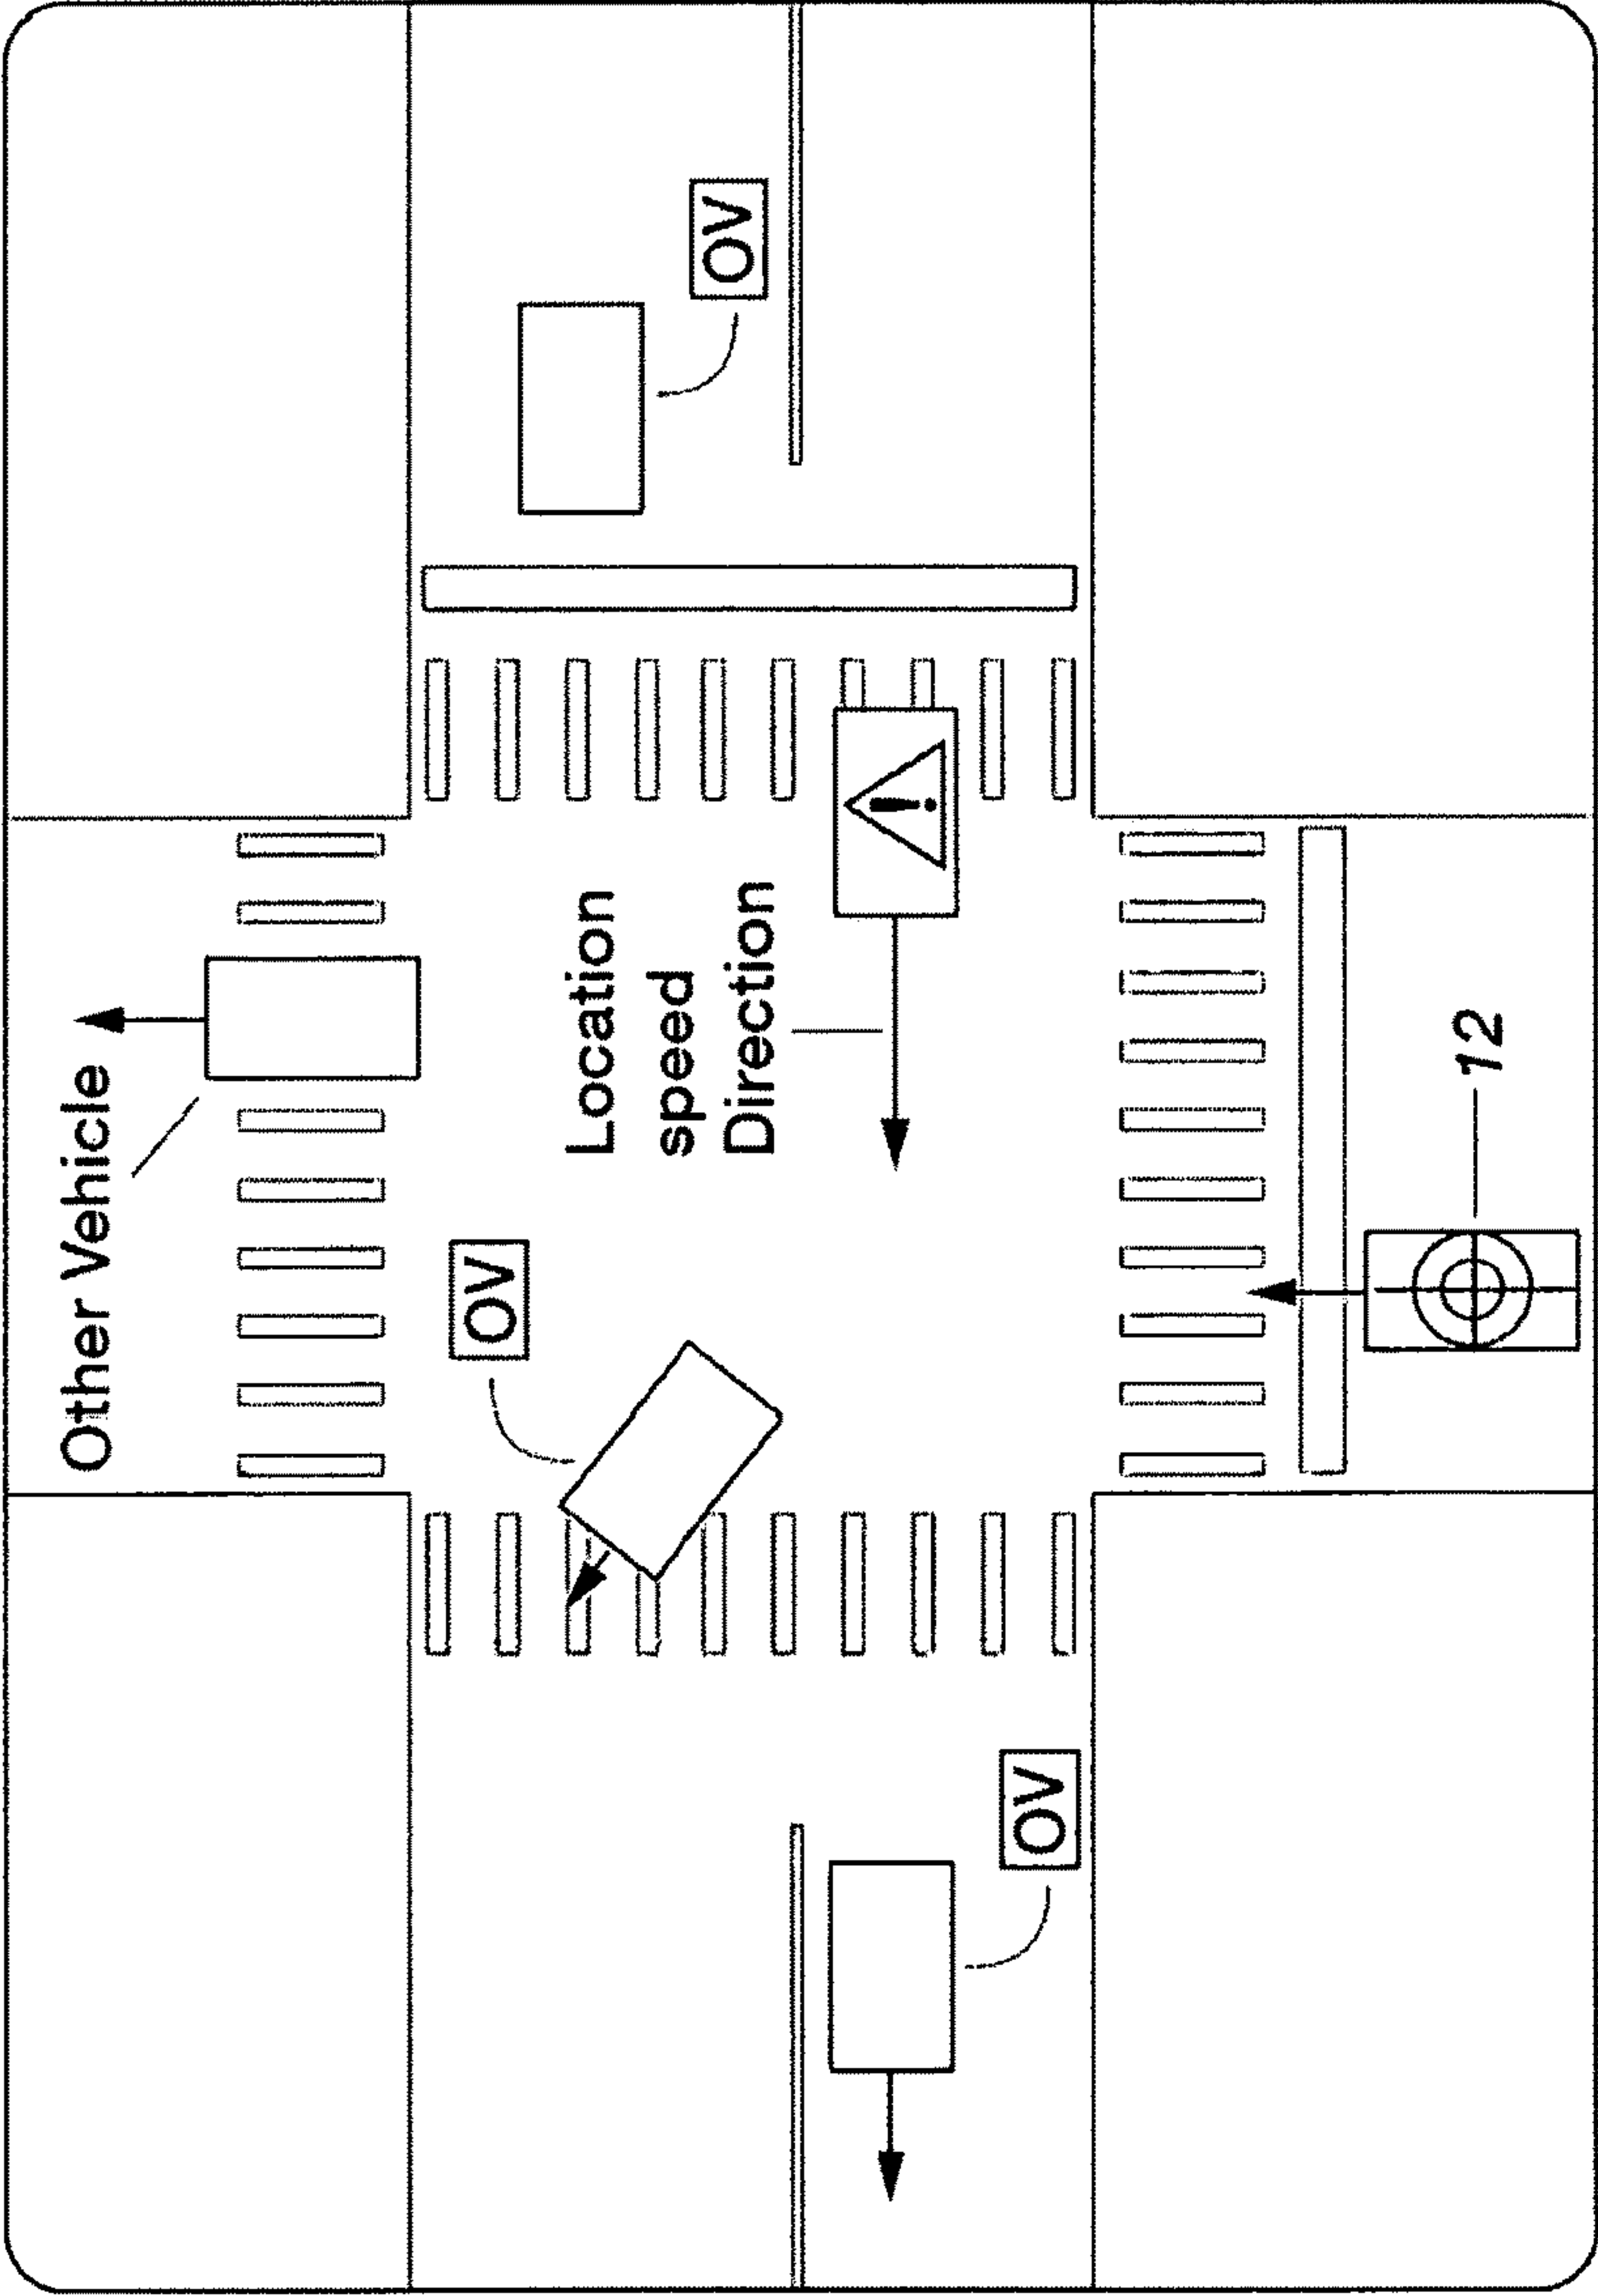 Other Vehicle
OV
Location
speed
Direction
OV
OV
12